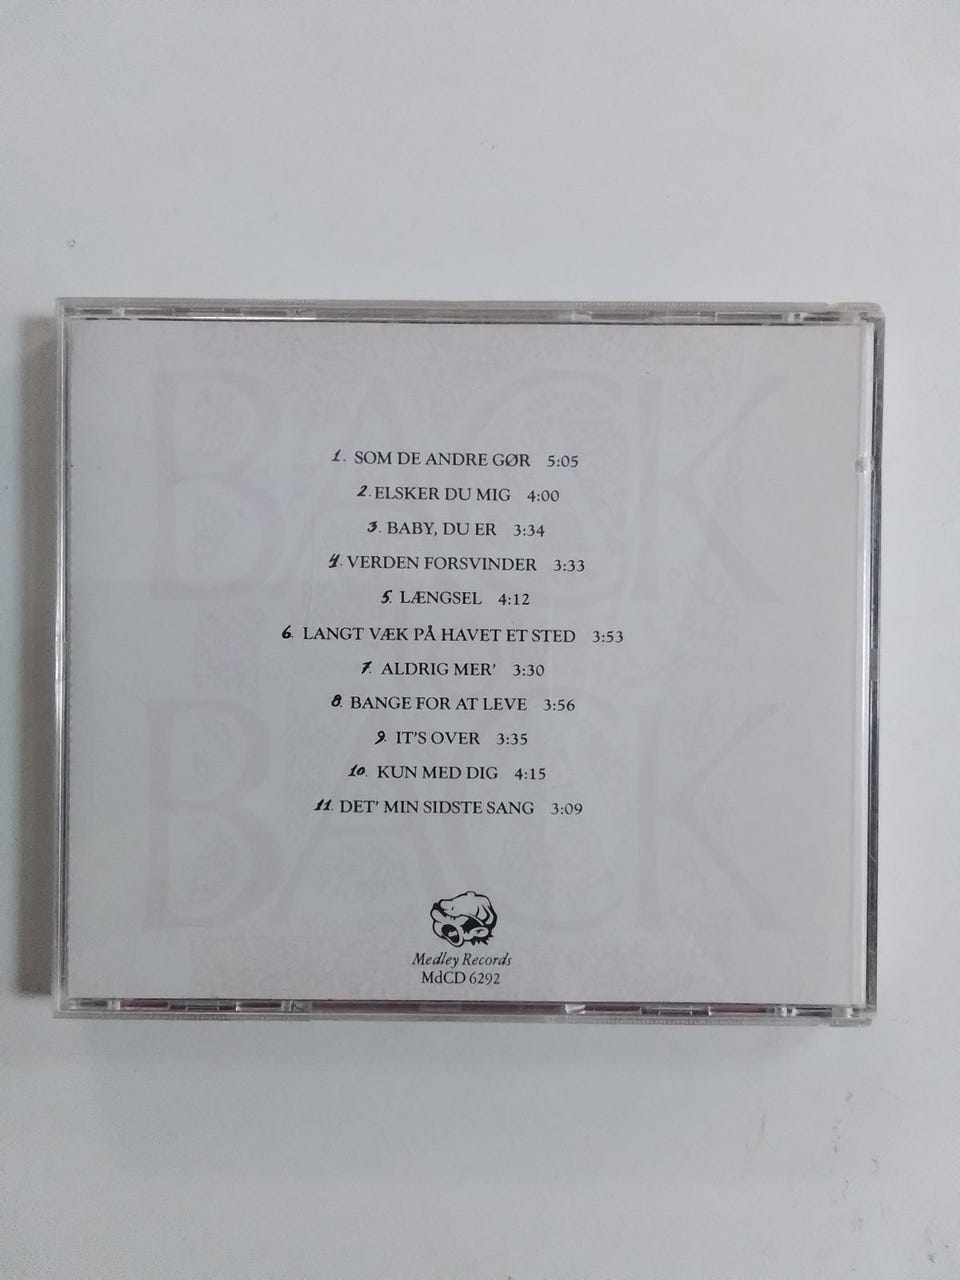 BACK
BACK
1. SOM DE ANDRE GØR 5:05
2. ELSKER DU MIG 4:00
3. BABY, DU ER 3:34
4. VERDEN FORSVINDER 3:33
5. LÆNGSEL 4:12
6. LANGT VÆK PÅ HAVET ET STED 3:53
7. ALDRIG MER' 3:30
8. BANGE FOR AT LEVE 3:56
9. IT'S OVER 3:35
10. KUN MED DIG 4:15
11. DET' MIN SIDSTE SANG 3:09
Medley Records
MdCD 6292